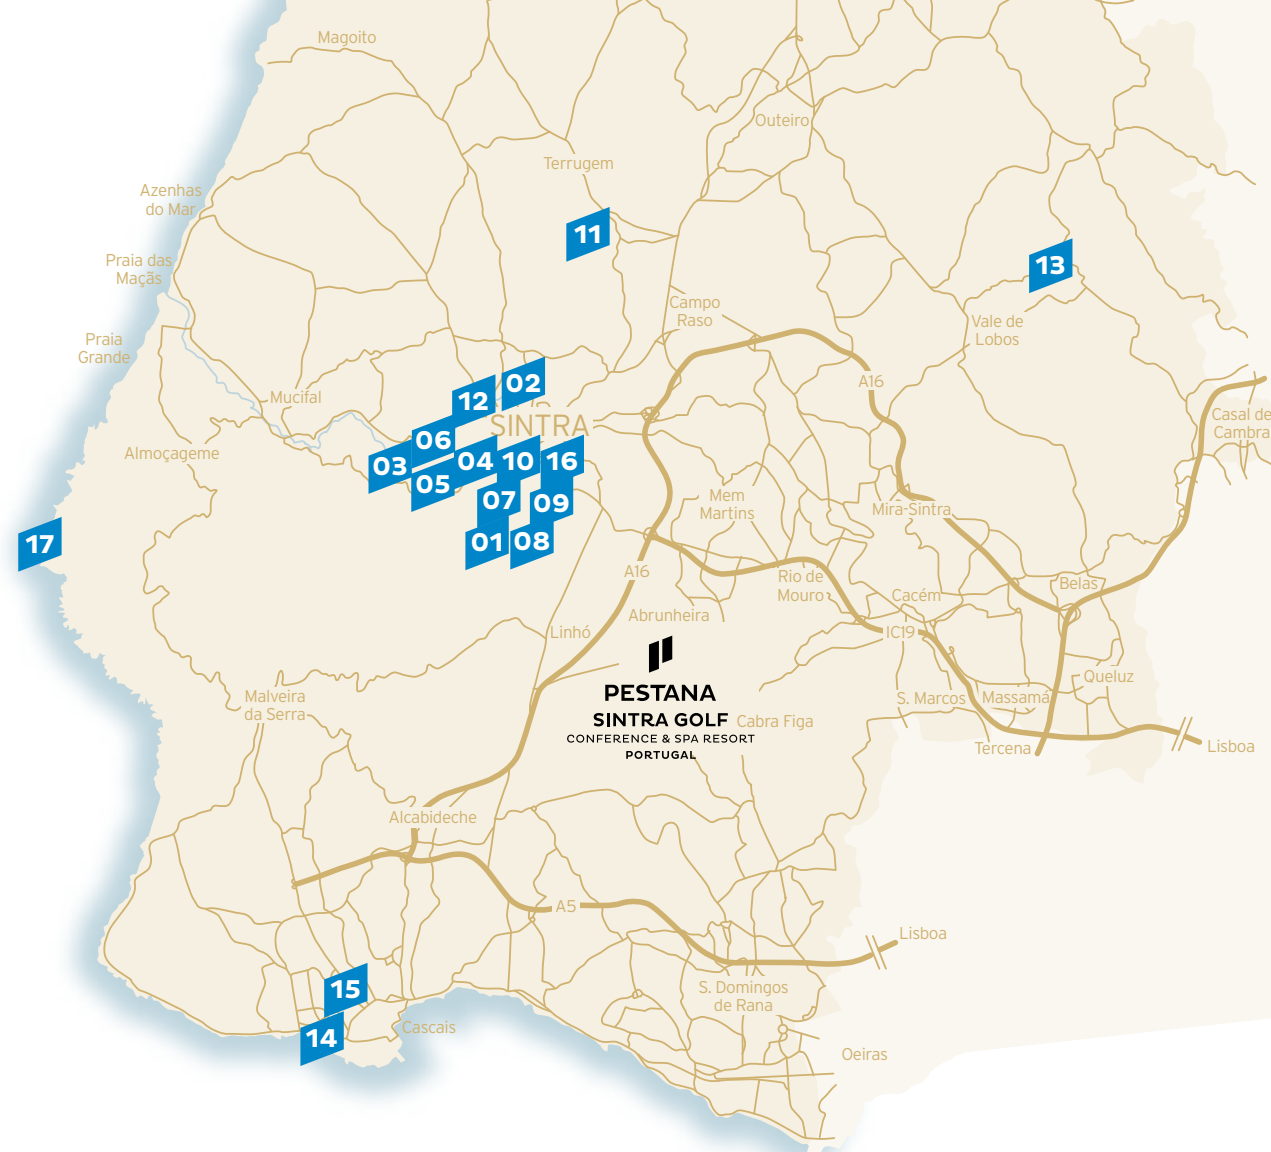 Magoito
Outeiro
Terrugem
Azenhas
do Mar
11
Praia das
Maçãs
13
Campo
Raso
Vale de
Lobos
Praia
Grande
A16
02
12
Mucifal
Casal de
Cambra
SINTRA
06
Almoçageme
03
04
10
16
05
07
09
Mem
Martins
Mira-Sintra
17
01
08
A16
Rio de
Mouro
Belas
Cacém
Abrunheira
Linhó
IC19
PESTANA
SINTRA GOLF
CONFERENCE & SPA RESORT
PORTUGAL
Queluz
Malveira
da Serra
S. Marcos
Massamá
Cabra Figa
Tercena
Lisboa
Alcabideche
A5
Lisboa
15
S. Domingos
de Rana
14
Cascais
Oeiras